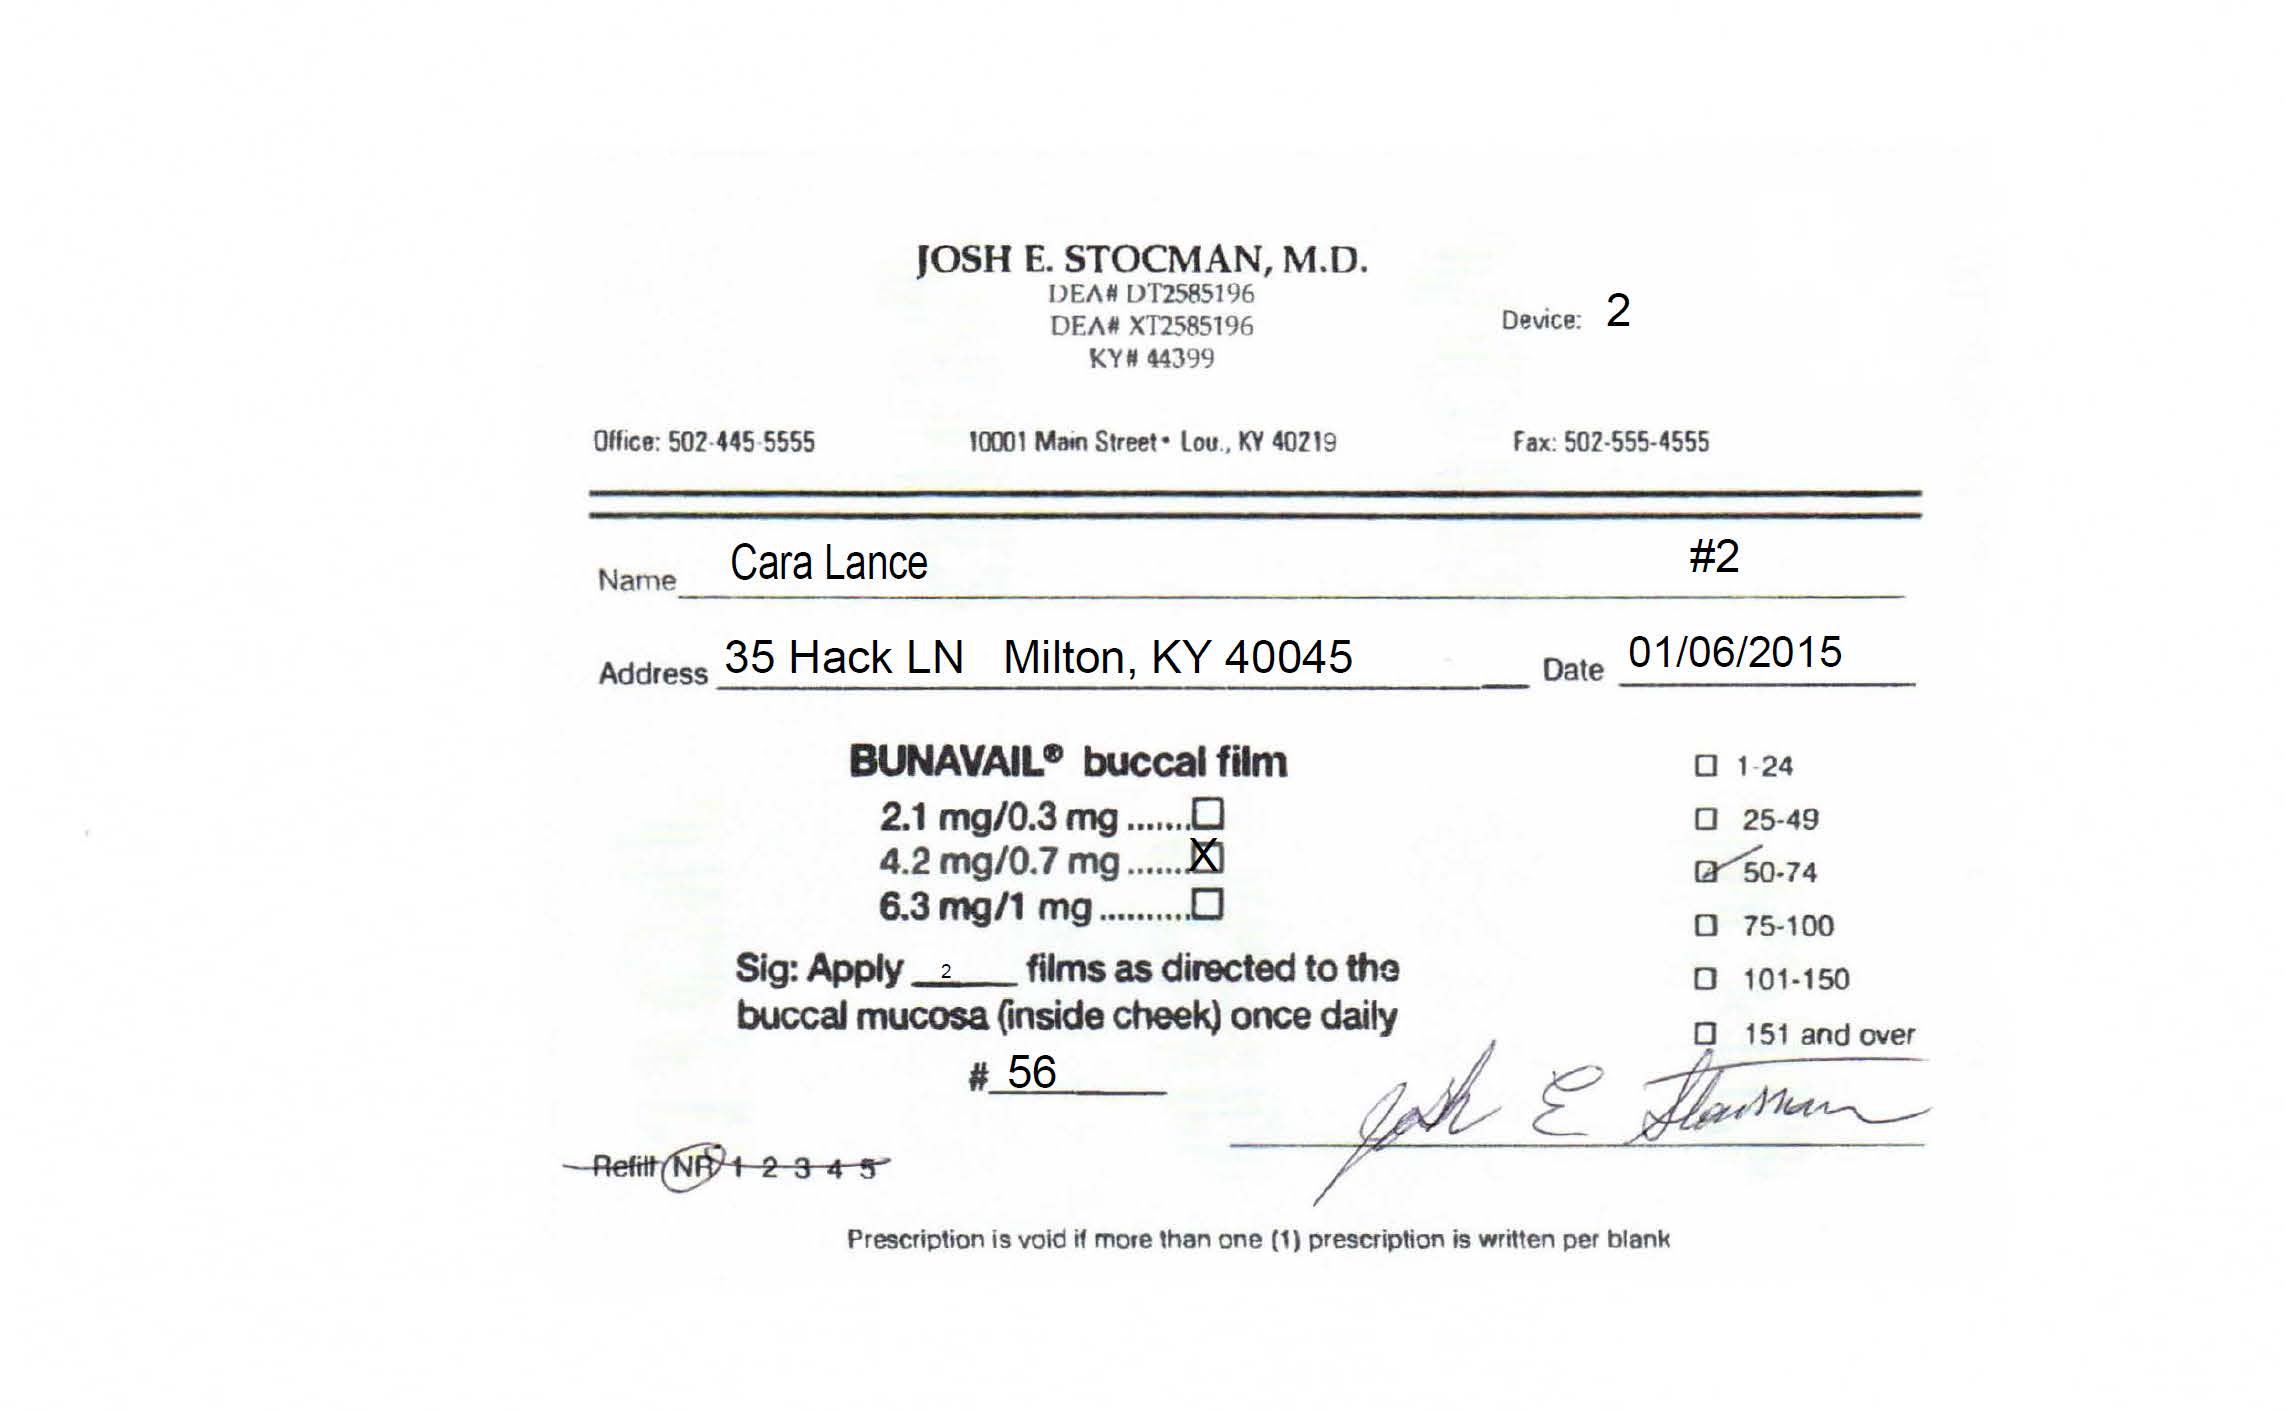 JOSH E. STOCMAN, M.D.
DEA# DT2585196
DEA# XT2585196
KY# 44399
Device: 2
Office: 502-445-5555 10001 Main Street • Lou., KY 40219 Fax: 502-555-4555
Name Cara Lance #2
Address 35 Hack LN Milton, KY 40045 Date 01/06/2015
BUNAVAIL® buccal film
2.1 mg/0.3 mg .......☐
4.2 mg/0.7 mg ......☒
6.3 mg/1 mg ..........☐
Sig: Apply 2 films as directed to the
buccal mucosa (inside cheek) once daily
# 56
☐ 1-24
☐ 25-49
☑ 50-74
☐ 75-100
☐ 101-150
☐ 151 and over
Josh E
Refill NR 1 2 3 4 5
Prescription is void if more than one (1) prescription is written per blank